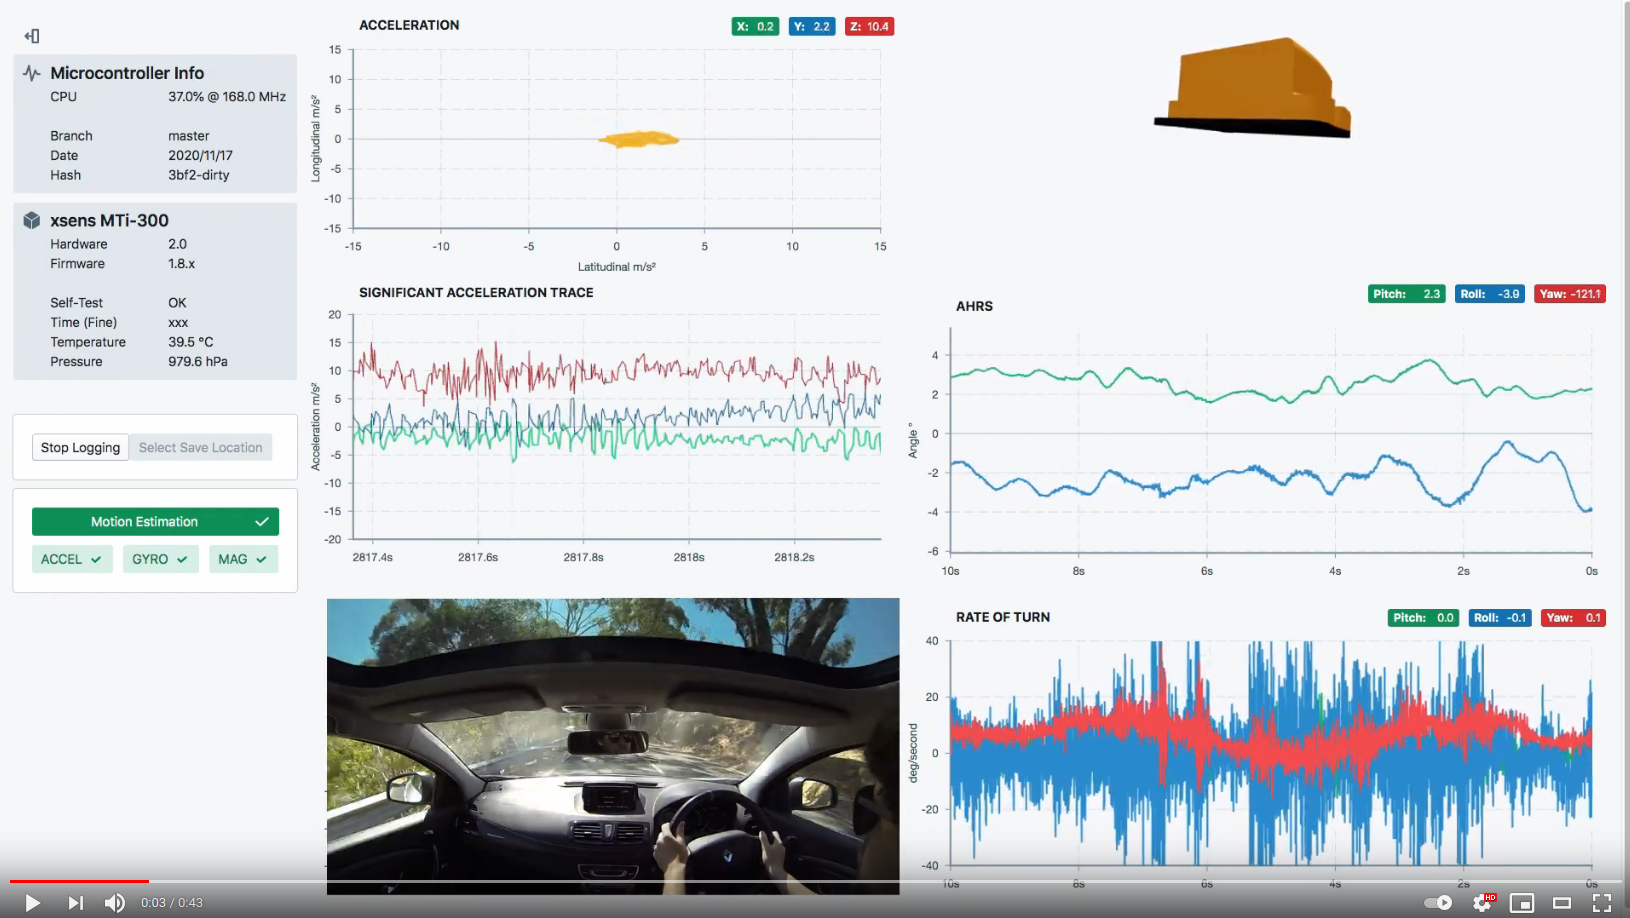 Microcontroller Info
CPU 37.0% @ 168.0 MHz
Branch master
Date 2020/11/17
Hash 3bf2-dirty
xsens MTi-300
Hardware 2.0
Firmware 1.8.x
Self-Test OK
Time (Fine) xxx
Temperature 39.5 °C
Pressure 979.6 hPa
Stop Logging Select Save Location
Motion Estimation
ACCEL GYRO MAG
ACCELERATION X: 0.2 Y: 2.2 Z: 10.4
Longitudinal m/s²
15
10
5
0
-5
-10
-15
-15 -10 -5 0 5 10 15
Latitudinal m/s²
SIGNIFICANT ACCELERATION TRACE
Acceleration m/s²
20
15
10
5
0
-5
-10
-15
-20
2817.4s 2817.6s 2817.8s 2818s 2818.2s
AHRS Pitch: 2.3 Roll: -3.9 Yaw: -121.1
Angle °
4
2
0
-2
-4
-6
10s 8s 6s 4s 2s 0s
RATE OF TURN Pitch: 0.0 Roll: -0.1 Yaw: 0.1
deg/second
40
20
0
-20
-40
10s 8s 6s 4s 2s 0s
0:03 / 0:43 HD